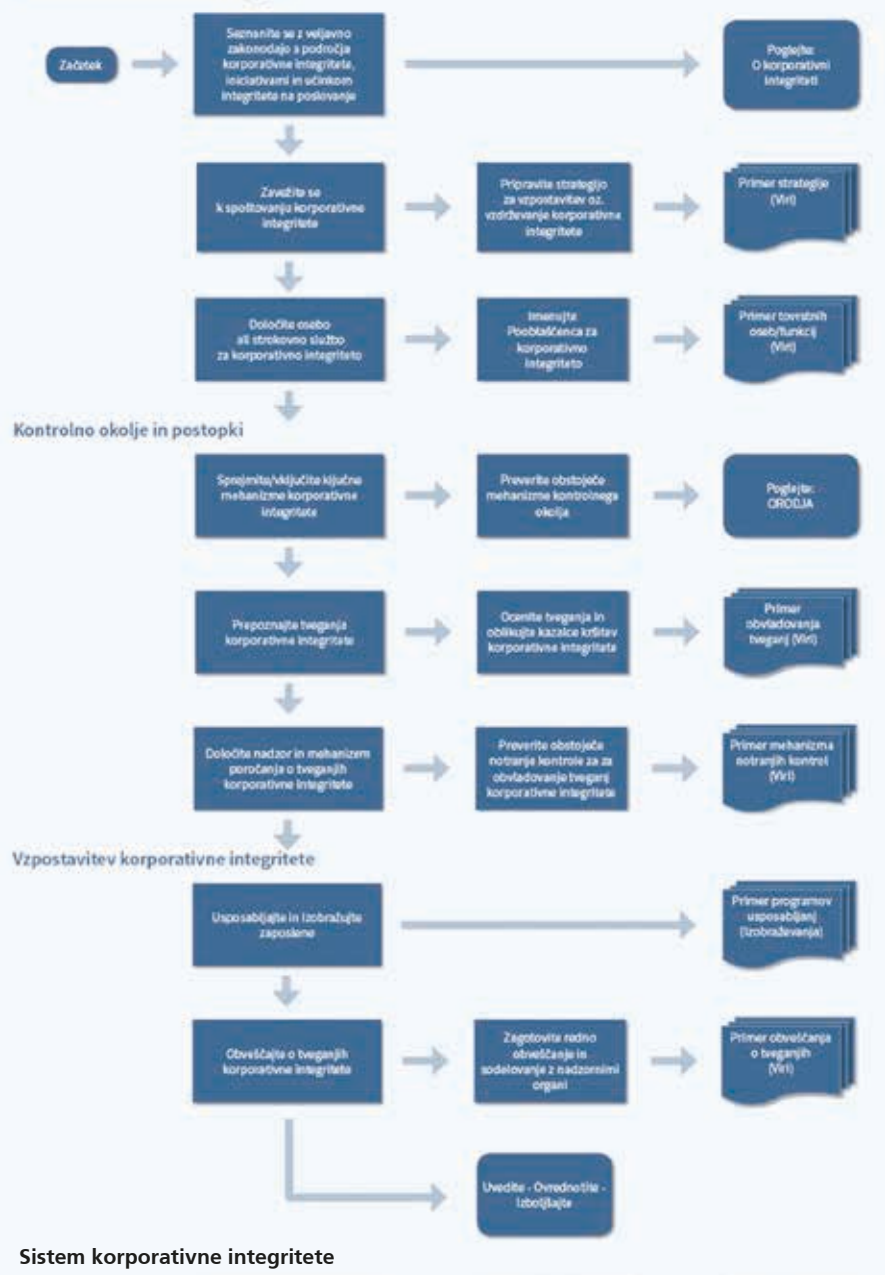 Začetek
Seznanite se z veljavno
zakonodajo s področja
korporativne integritete,
iniciativami in učinkom
integritete na poslovanje
Poglejte:
O korporativni
integriteti
Zavežite se
k spoštovanju korporativne
integritete
Pripravite strategijo
za vzpostavitev oz.
vzdrževanje korporativne
integritete
Primer strategije
(Viri)
Določite osebo
ali strokovno službo
za korporativno integriteto
Imenujte
Pooblaščenca za
korporativno
integriteto
Primer tovrstnih
oseb/funkcij
(Viri)
Kontrolno okolje in postopki
Sprejmite/vključite ključne
mehanizme korporativne
integritete
Preverite obstoječe
mehanizme kontrolnega
okolja
Poglejte:
ORODJA
Prepoznajte tveganja
korporativne integritete
Ocenite tveganja in
oblikujte kazalce kršitev
korporativne integritete
Primer
obvladovanja
tveganj (Viri)
Določite nadzor in mehanizem
poročanja o tveganjih
korporativne integritete
Preverite obstoječe
notranje kontrole za za
obvladovanje tveganj
korporativne integritete
Primer mehanizma
notranjih kontrol
(Viri)
Vzpostavitev korporativne integritete
Usposabljajte in izobražujte
zaposlene
Primer programov
usposabljanj
(Izobraževanja)
Obveščajte o tveganjih
korporativne integritete
Zagotovite redno
obveščanje in
sodelovanje z nadzornimi
organi
Primer obveščanja
o tveganjih
(Viri)
Uvedite - Ovrednotite -
Izboljšajte
Sistem korporativne integritete